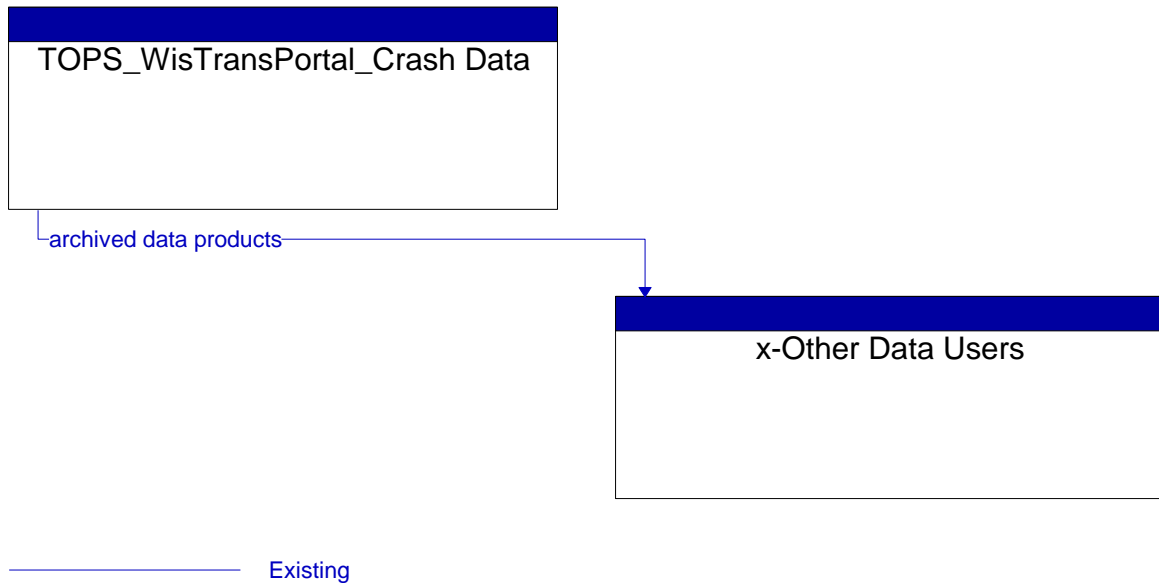 TOPS_WisTransPortal_Crash Data
archived data products
x-Other Data Users
Existing